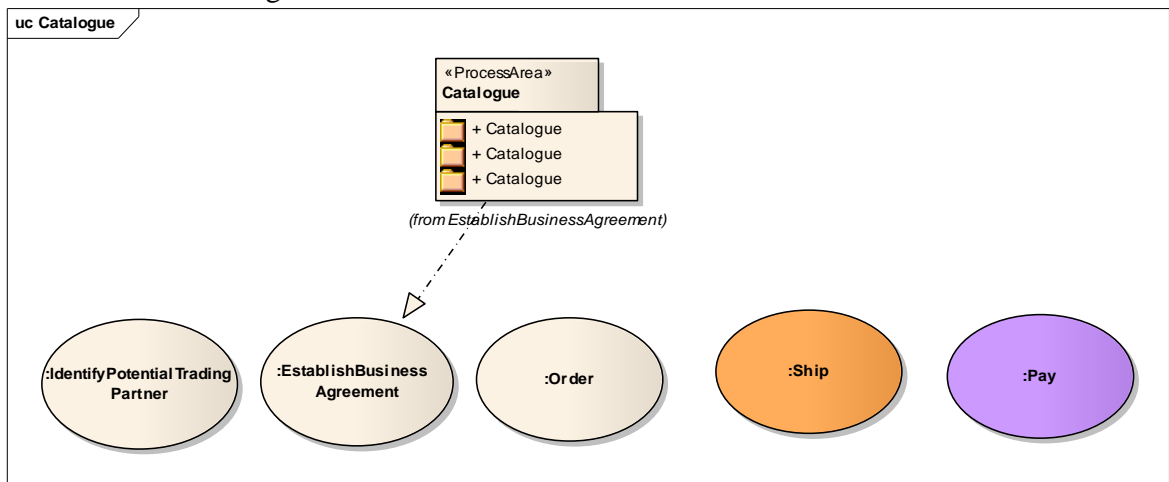 uc Catalogue
«ProcessArea»
Catalogue
+ Catalogue
+ Catalogue
+ Catalogue
(from EstablishBusinessAgreement)
:IdentifyPotentialTrading
Partner
:EstablishBusiness
Agreement
:Order
:Ship
:Pay